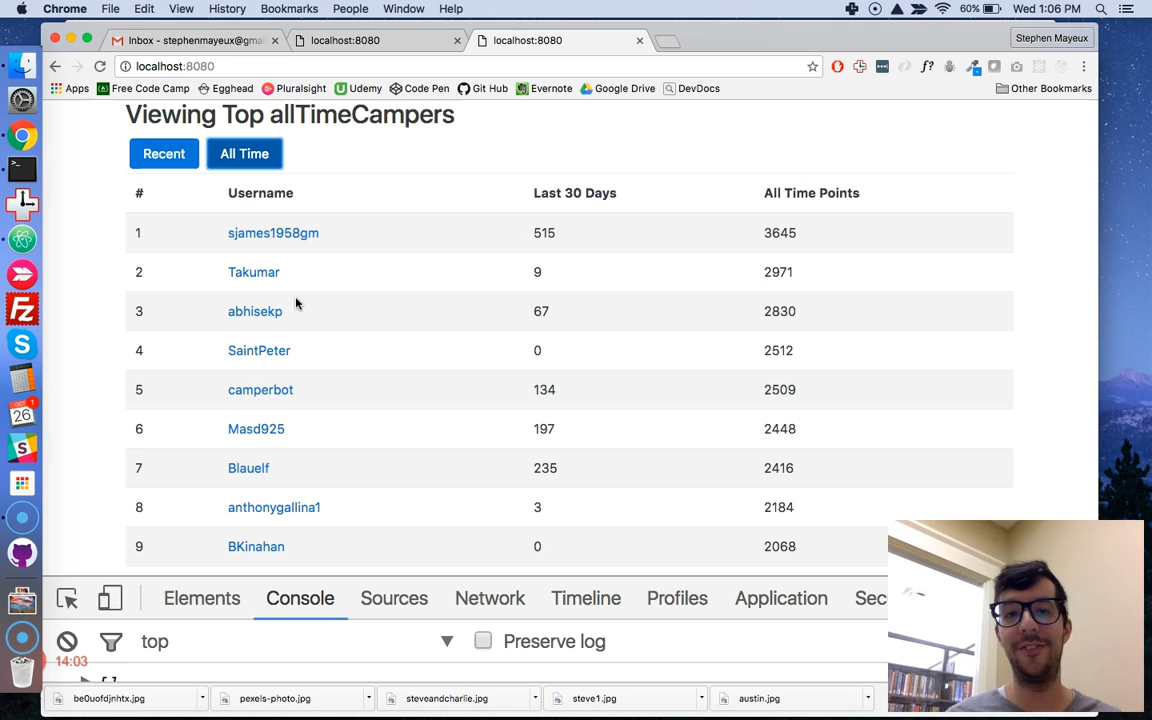 Chrome File Edit View History Bookmarks People Window Help 60% Wed 1:06 PM
Inbox - stephenmayeux@gmai localhost:8080 localhost:8080 Stephen Mayeux
localhost:8080 f?
Apps Free Code Camp Egghead Pluralsight Udemy Code Pen Git Hub Evernote Google Drive DevDocs Other Bookmarks
Viewing Top allTimeCampers
Recent All Time
# Username Last 30 Days All Time Points
1 sjames1958gm 515 3645
2 Takumar 9 2971
3 abhisekp 67 2830
4 SaintPeter 0 2512
5 camperbot 134 2509
6 Masd925 197 2448
7 Blauelf 235 2416
8 anthonygallina1 3 2184
9 BKinahan 0 2068
OCT 1
26
Elements Console Sources Network Timeline Profiles Application Sec
top Preserve log
14:03
be0uofdjnhtx.jpg pexels-photo.jpg steveandcharlie.jpg steve1.jpg austin.jpg